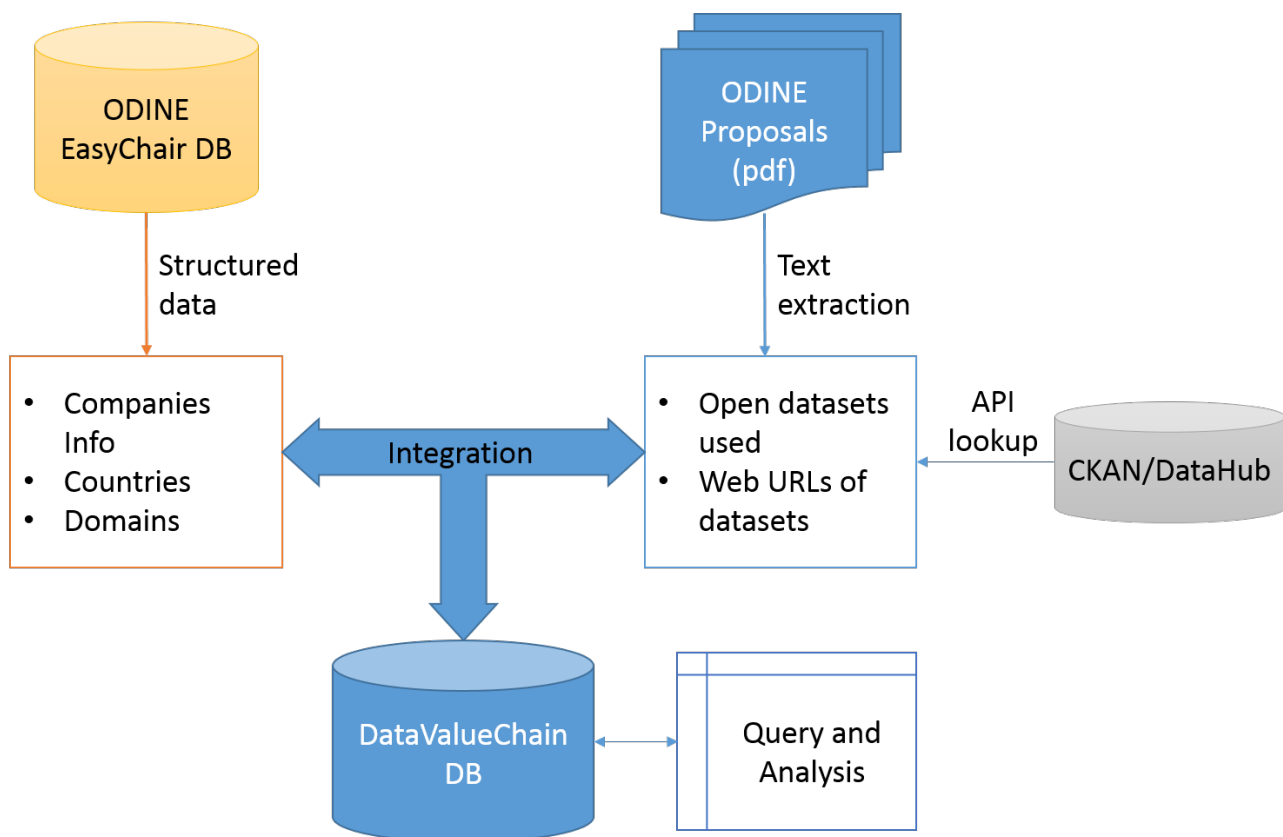 ODINE
EasyChair DB
ODINE
Proposals
(pdf)
Structured
data
Text
extraction
• Companies
Info
• Countries
• Domains
Integration
• Open datasets
used
• Web URLs of
datasets
API
lookup
CKAN/DataHub
DataValueChain
DB
Query and
Analysis